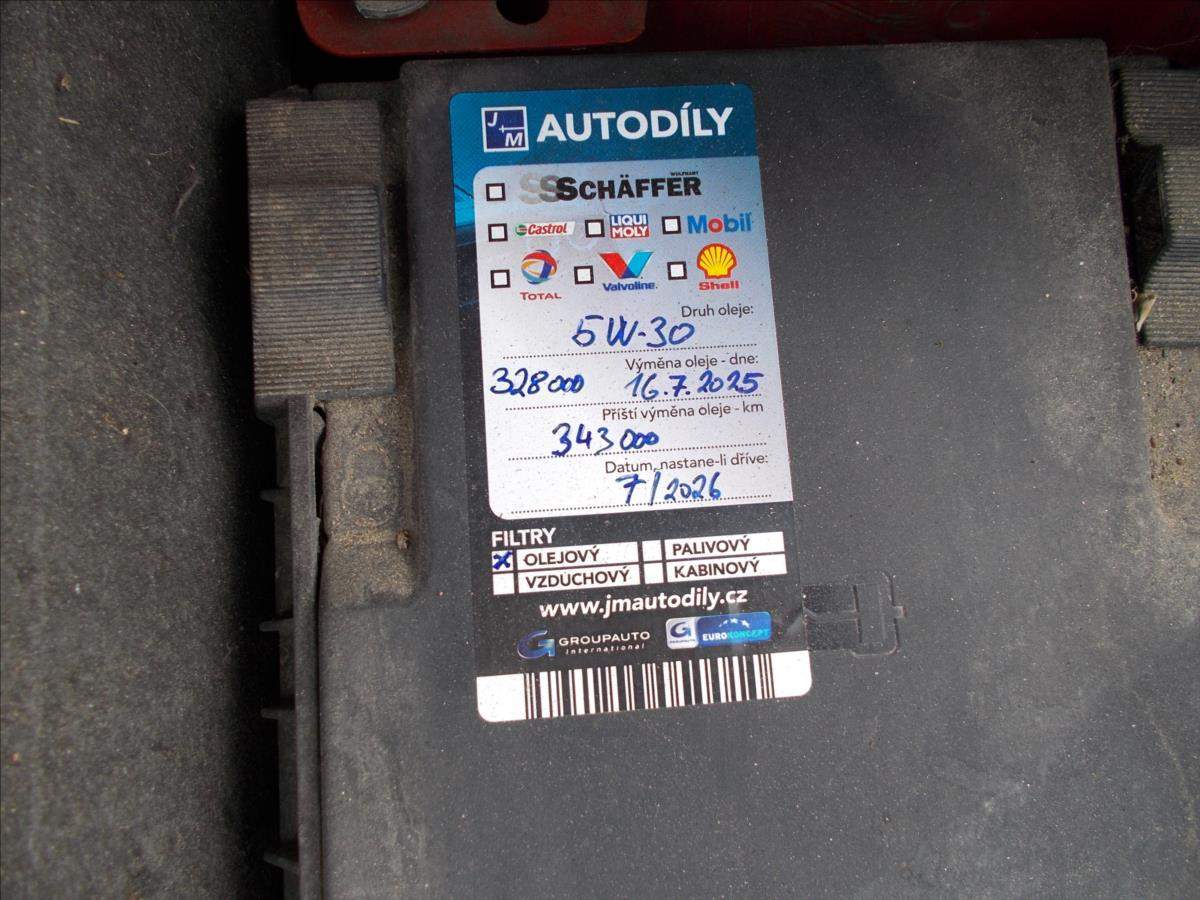 J+M AUTODÍLY
WOLFHART
SSSCHÄFFER
Castrol LIQUI MOLY Mobil
TOTAL Valvoline. Shell
Druh oleje:
5W-30
Výměna oleje - dne:
328000 16.7.2025
Příští výměna oleje - km
343000
Datum, nastane-li dříve:
7/2026
FILTRY
x OLEJOVÝ PALIVOVÝ
VZDUCHOVÝ KABINOVÝ
www.jmautodily.cz
GROUPAUTO International
G EUROKONCEPT